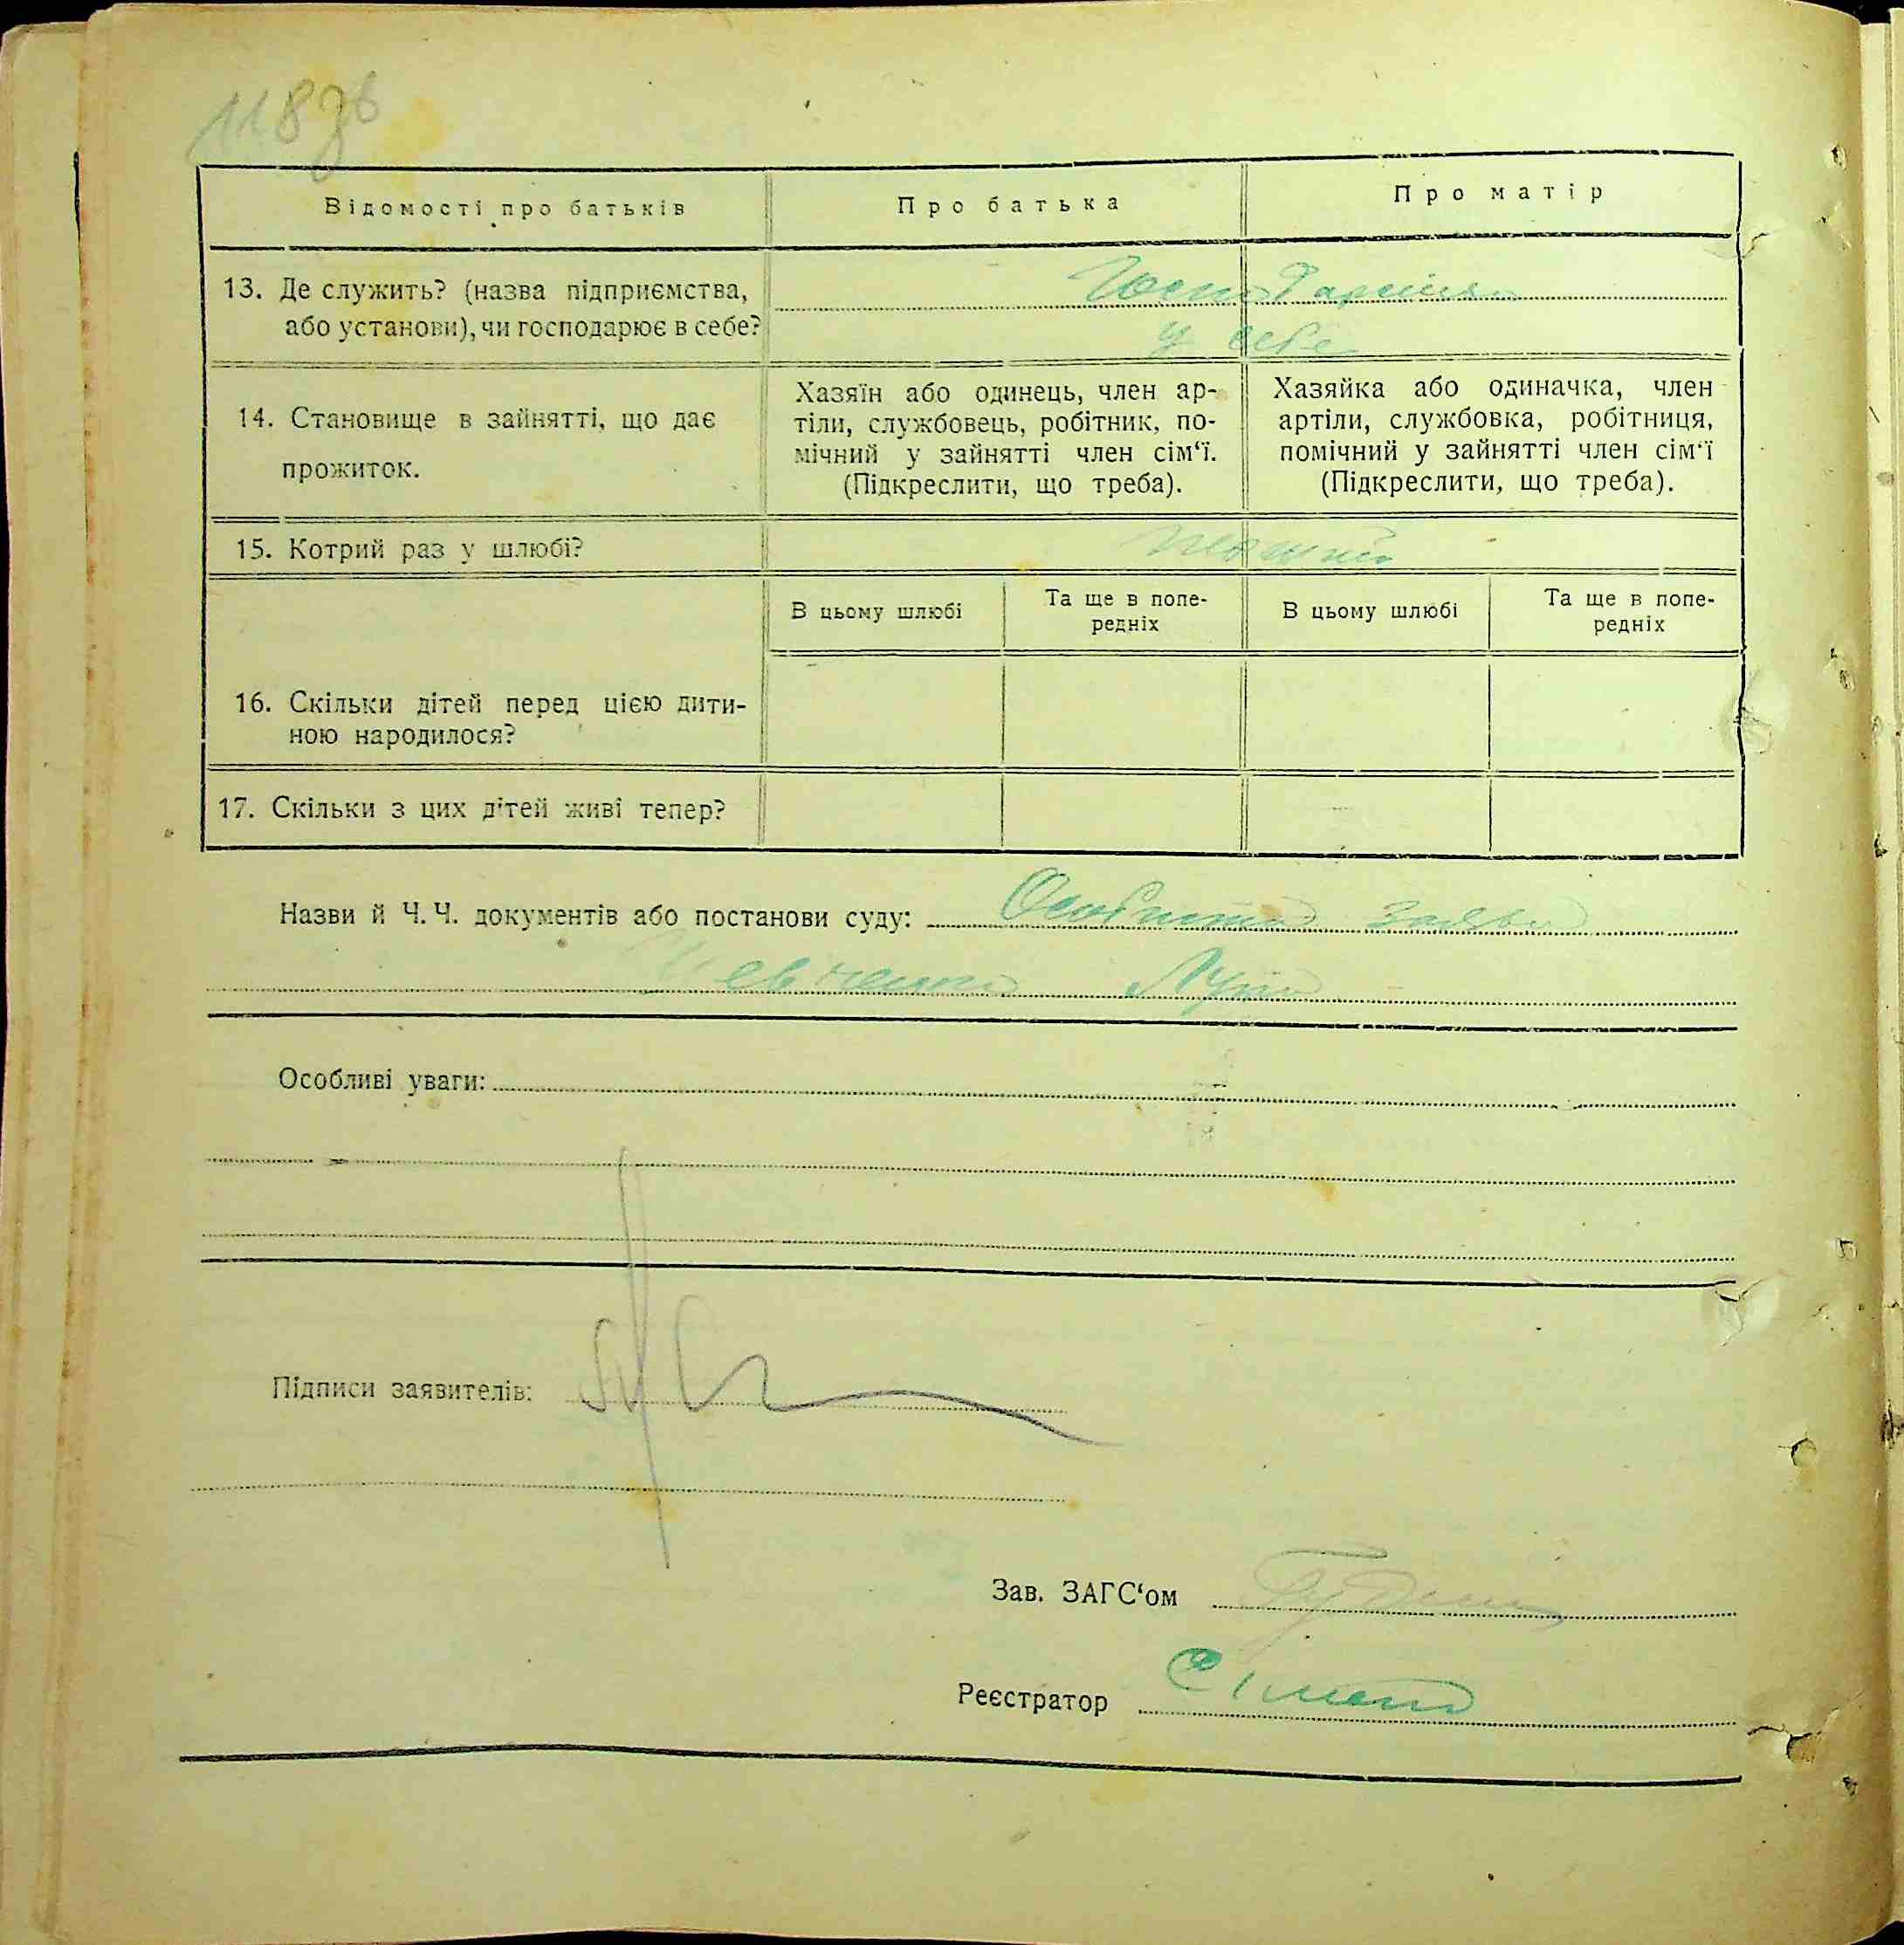 118
Відомості про батьків
Про батька
Про матір
13. Де служить? (назва підприємства,
або установи), чи господарює в себе?
у себе
14. Становище в зайнятті, що дає
прожиток.
Хазяїн або одинець, член ар-
тіли, службовець, робітник, по-
мічний у зайнятті член сім‘ї.
(Підкреслити, що треба).
Хазяйка або одиначка, член
артіли, службовка, робітниця,
помічний у зайнятті член сім‘ї
(Підкреслити, що треба).
15. Котрий раз у шлюбі?
В цьому шлюбі
Та ще в попе-
редніх
В цьому шлюбі
Та ще в попе-
редніх
16. Скільки дітей перед цією дити-
ною народилося?
17. Скільки з цих дітей живі тепер?
Назви й Ч. Ч. документів або постанови суду: Особиста заява
Особливі уваги:
Підписи заявителів:
Зав. ЗАГС‘ом
Реєстратор